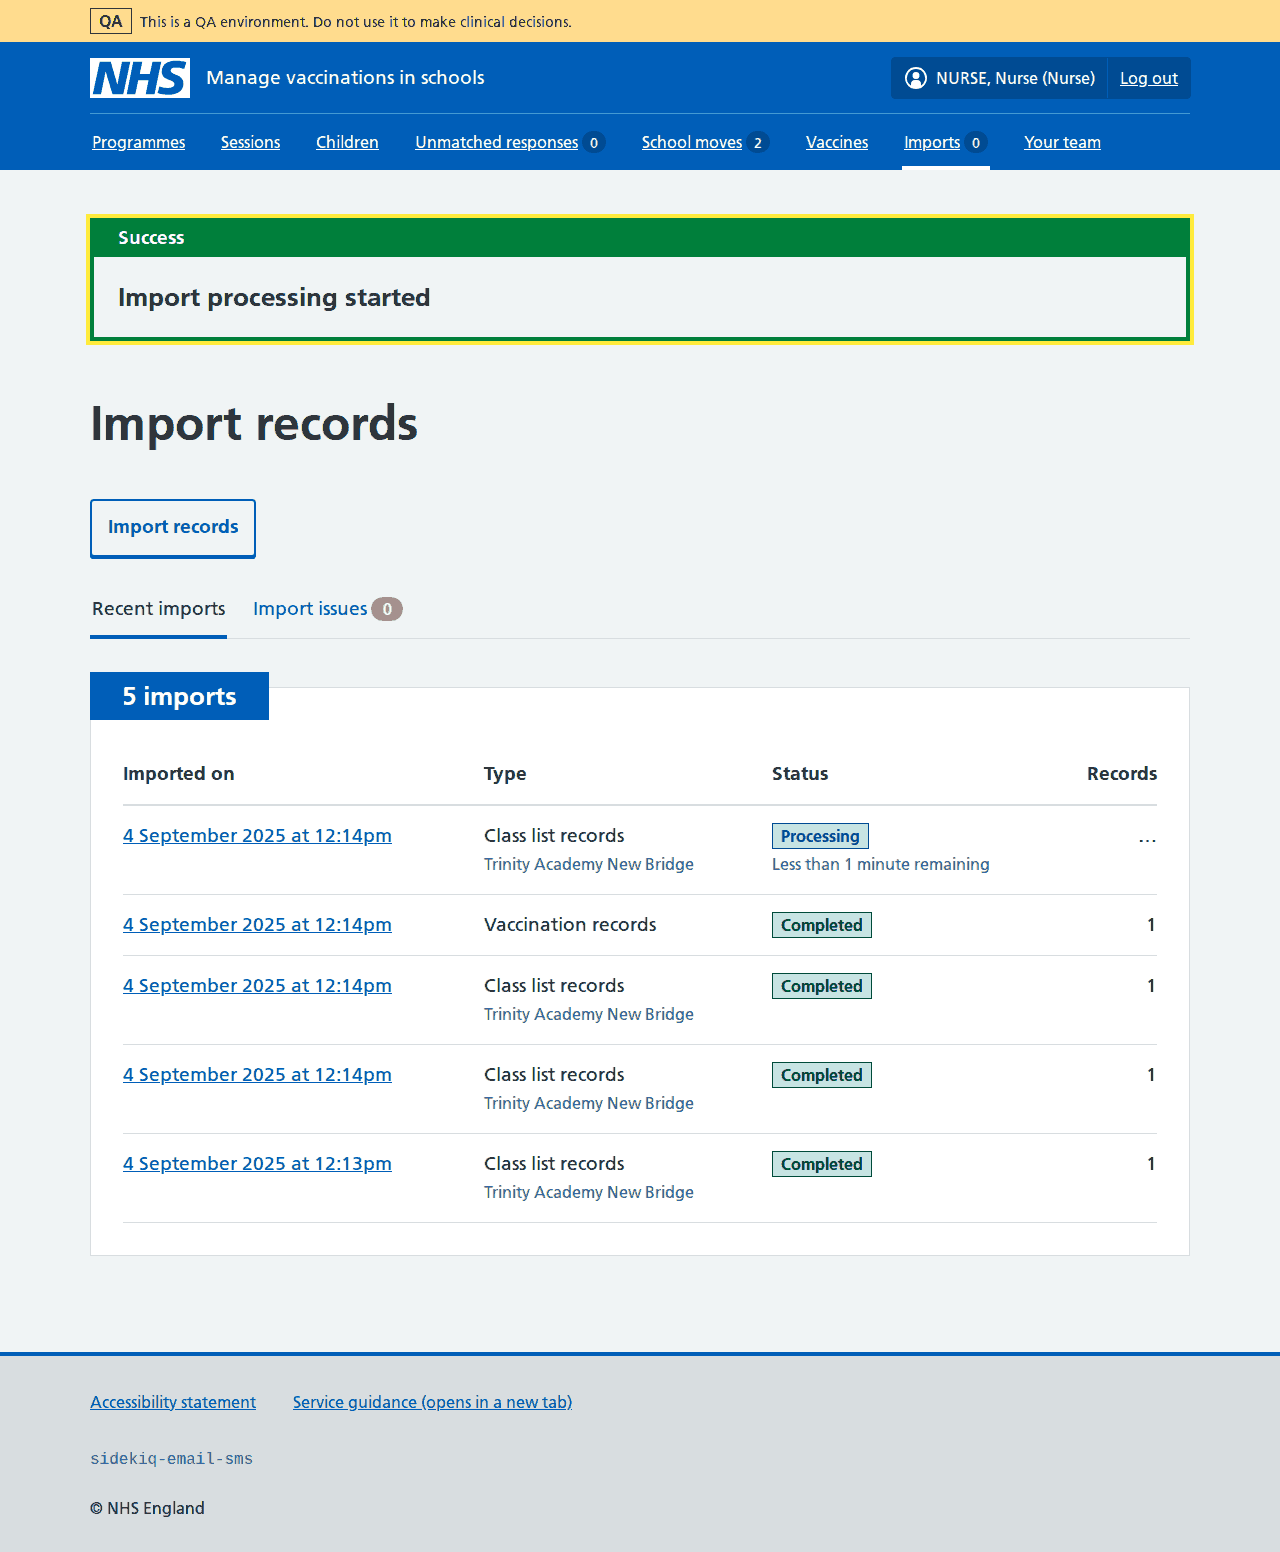 QA This is a QA environment. Do not use it to make clinical decisions.
NHS Manage vaccinations in schools NURSE, Nurse (Nurse) Log out
Programmes Sessions Children Unmatched responses 0 School moves 2 Vaccines Imports 0 Your team
Success
Import processing started
Import records
Import records
Recent imports Import issues 0
5 imports
Imported on Type Status Records
4 September 2025 at 12:14pm Class list records Processing ...
Trinity Academy New Bridge Less than 1 minute remaining
4 September 2025 at 12:14pm Vaccination records Completed 1
4 September 2025 at 12:14pm Class list records Completed 1
Trinity Academy New Bridge
4 September 2025 at 12:14pm Class list records Completed 1
Trinity Academy New Bridge
4 September 2025 at 12:13pm Class list records Completed 1
Trinity Academy New Bridge
Accessibility statement Service guidance (opens in a new tab)
sidekiq-email-sms
© NHS England